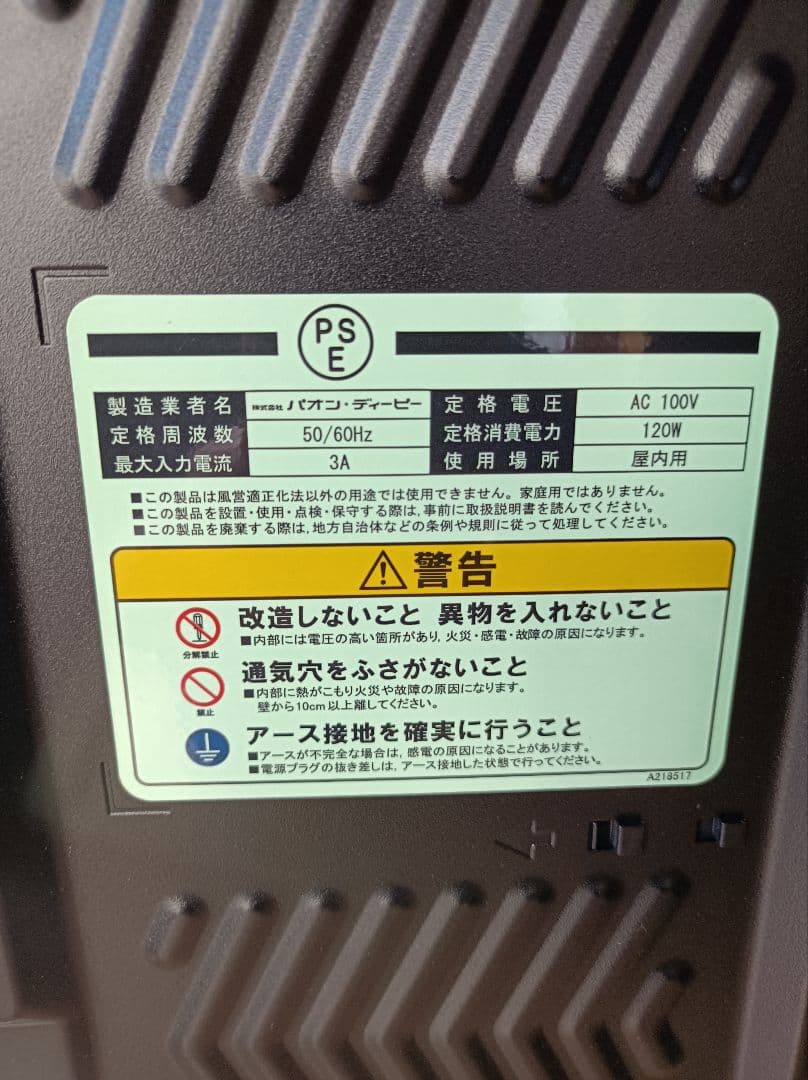 PS
E
製造業者名 株式会社 パオン・ディーピー 定格電圧 AC 100V
定格周波数 50/60Hz 定格消費電力 120W
最大入力電流 3A 使用場所 屋内用
■この製品は風営適正化法以外の用途では使用できません。家庭用ではありません。
■この製品を設置・使用・点検・保守する際は、事前に取扱説明書を読んでください。
■この製品を廃棄する際は、地方自治体などの条例や規則に従って処理してください。
警告
改造しないこと 異物を入れないこと
■内部には電圧の高い箇所があり、火災・感電・故障の原因になります。
分解禁止
通気穴をふさがないこと
■内部に熱がこもり火災や故障の原因になります。
壁から10cm以上離してください。
禁止
アース接地を確実に行うこと
■アースが不完全な場合は、感電の原因になることがあります。
■電源プラグの抜き差しは、アース接地した状態で行ってください。
A218517